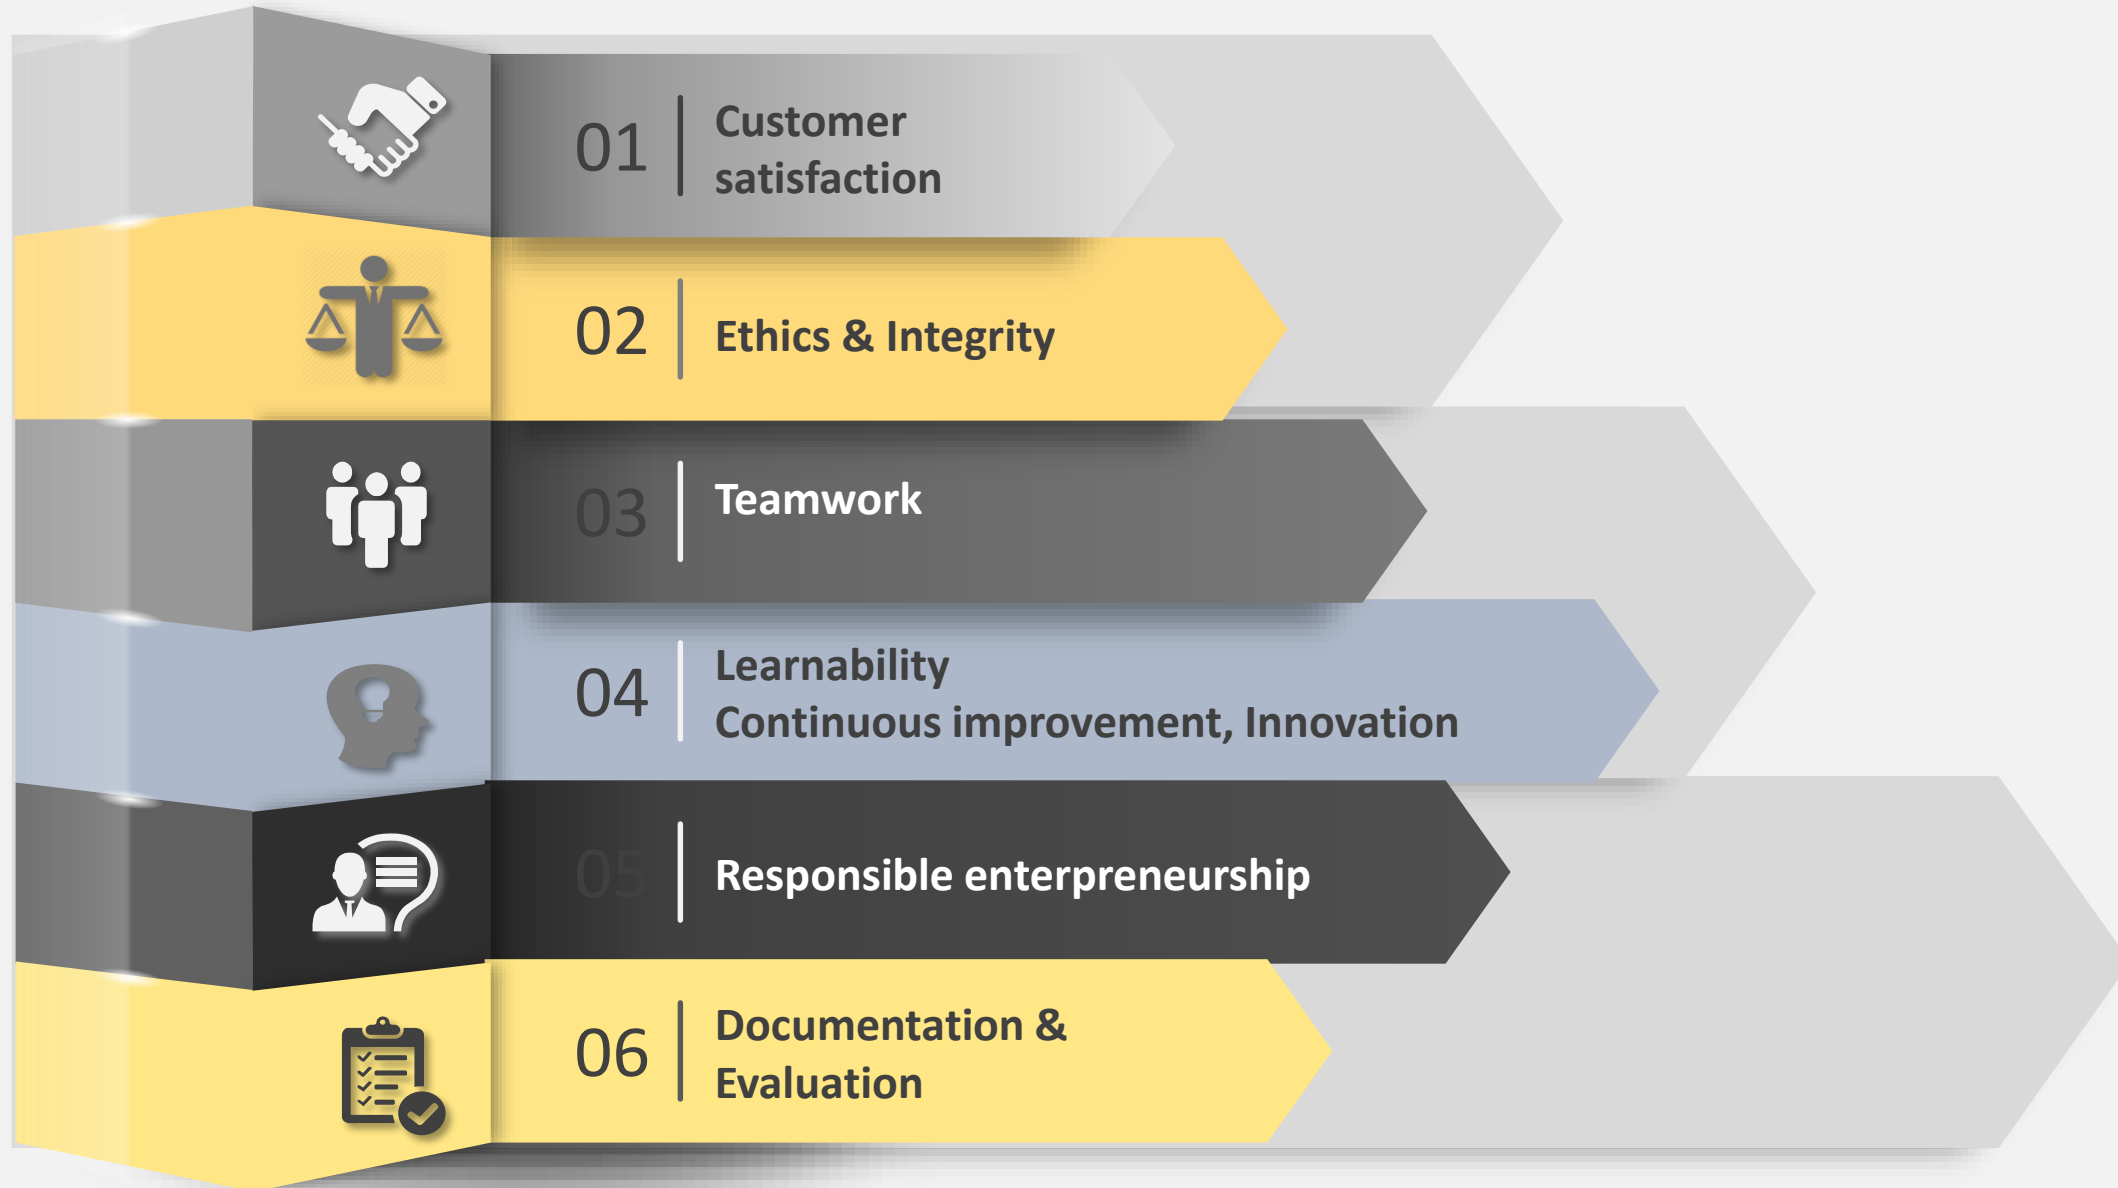 01
Customer
satisfaction
02
Ethics & Integrity
03
Teamwork
04
Learnability
Continuous improvement, Innovation
05
Responsible enterpreneurship
06
Documentation &
Evaluation